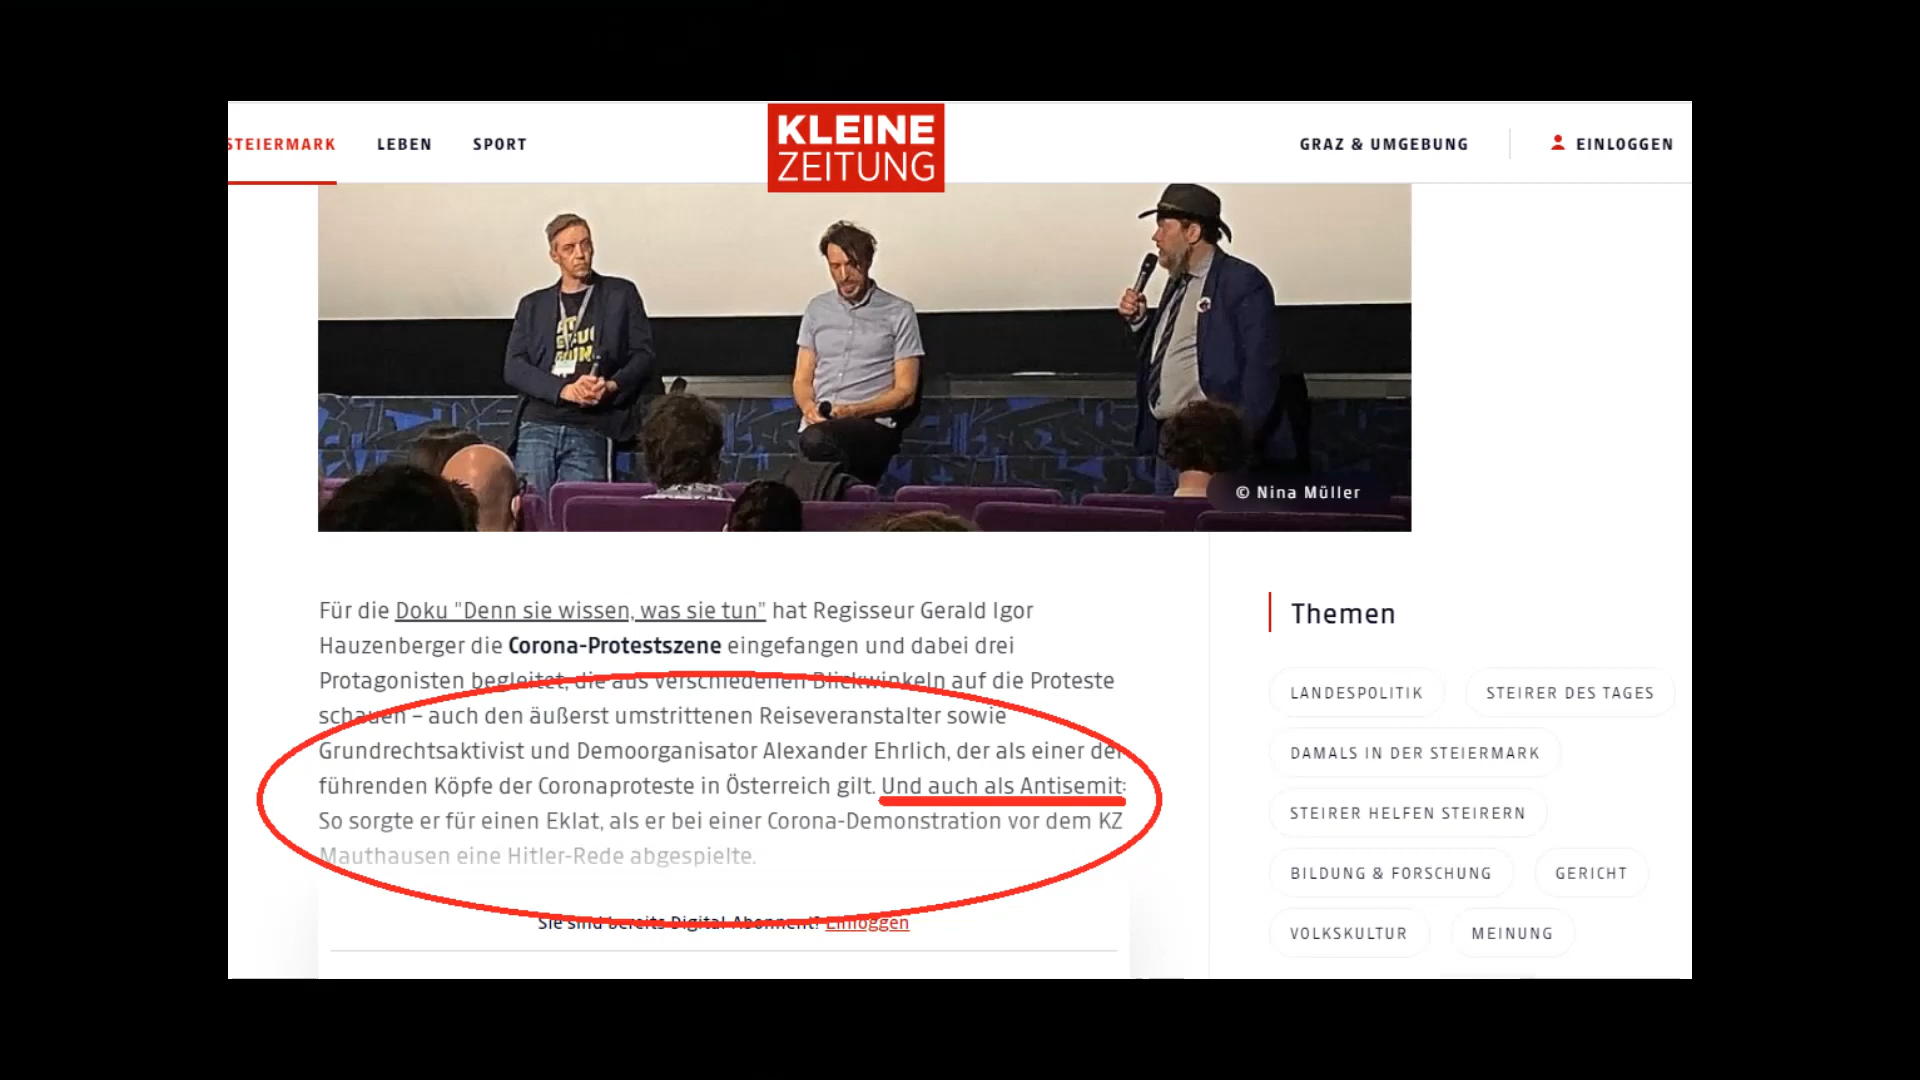 STEIERMARK LEBEN SPORT
KLEINE
ZEITUNG
GRAZ & UMGEBUNG EINLOGGEN
© Nina Müller
Für die Doku "Denn sie wissen, was sie tun" hat Regisseur Gerald Igor
Hauzenberger die Corona-Protestszene eingefangen und dabei drei
Protagonisten begleitet, die aus verschiedenen Blickwinkeln auf die Proteste
schauen – auch den äußerst umstrittenen Reiseveranstalter sowie
Grundrechtsaktivist und Demoorganisator Alexander Ehrlich, der als einer der
führenden Köpfe der Coronaproteste in Österreich gilt. Und auch als Antisemit:
So sorgte er für einen Eklat, als er bei einer Corona-Demonstration vor dem KZ
Mauthausen eine Hitler-Rede abgespielte.
Sie sind bereits Digital-Abonnent? Einloggen
Themen
LANDESPOLITIK STEIRER DES TAGES
DAMALS IN DER STEIERMARK
STEIRER HELFEN STEIRERN
BILDUNG & FORSCHUNG GERICHT
VOLKSKULTUR MEINUNG